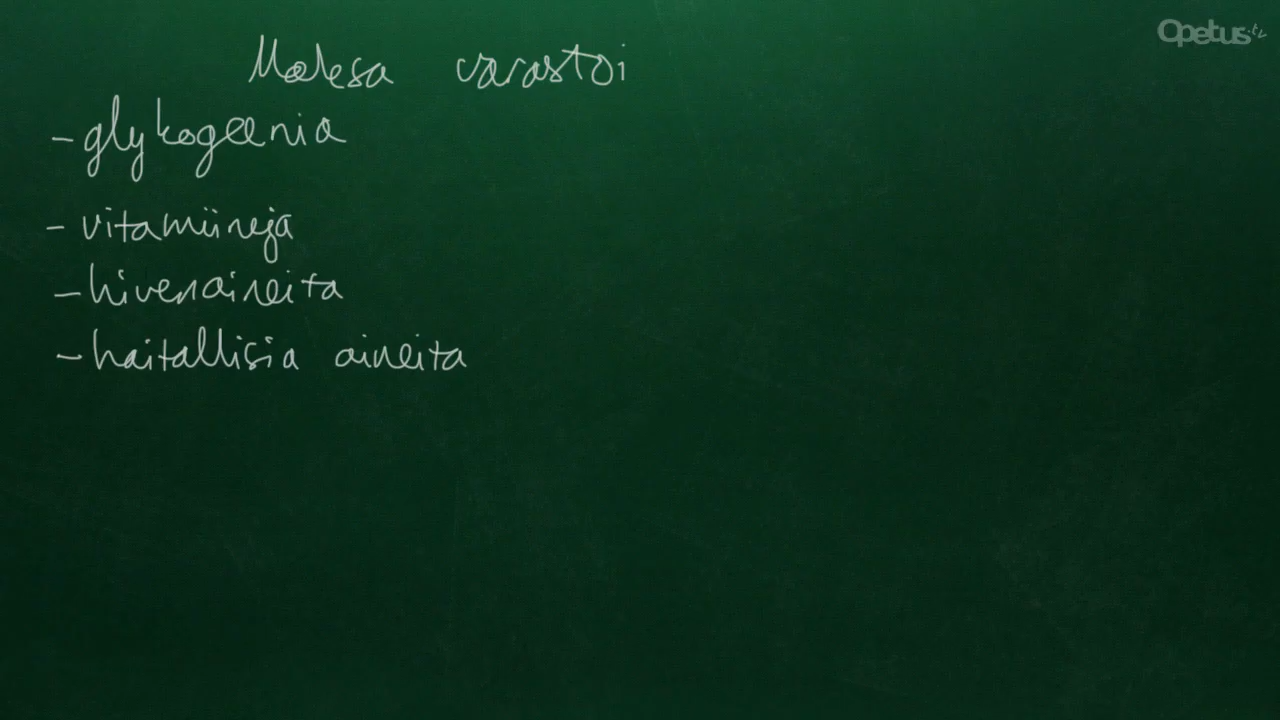 Opetus.tv
Maksa varastoi
- glykogeenia
- vitamiineja
- hivenaineita
- haitallisia aineita